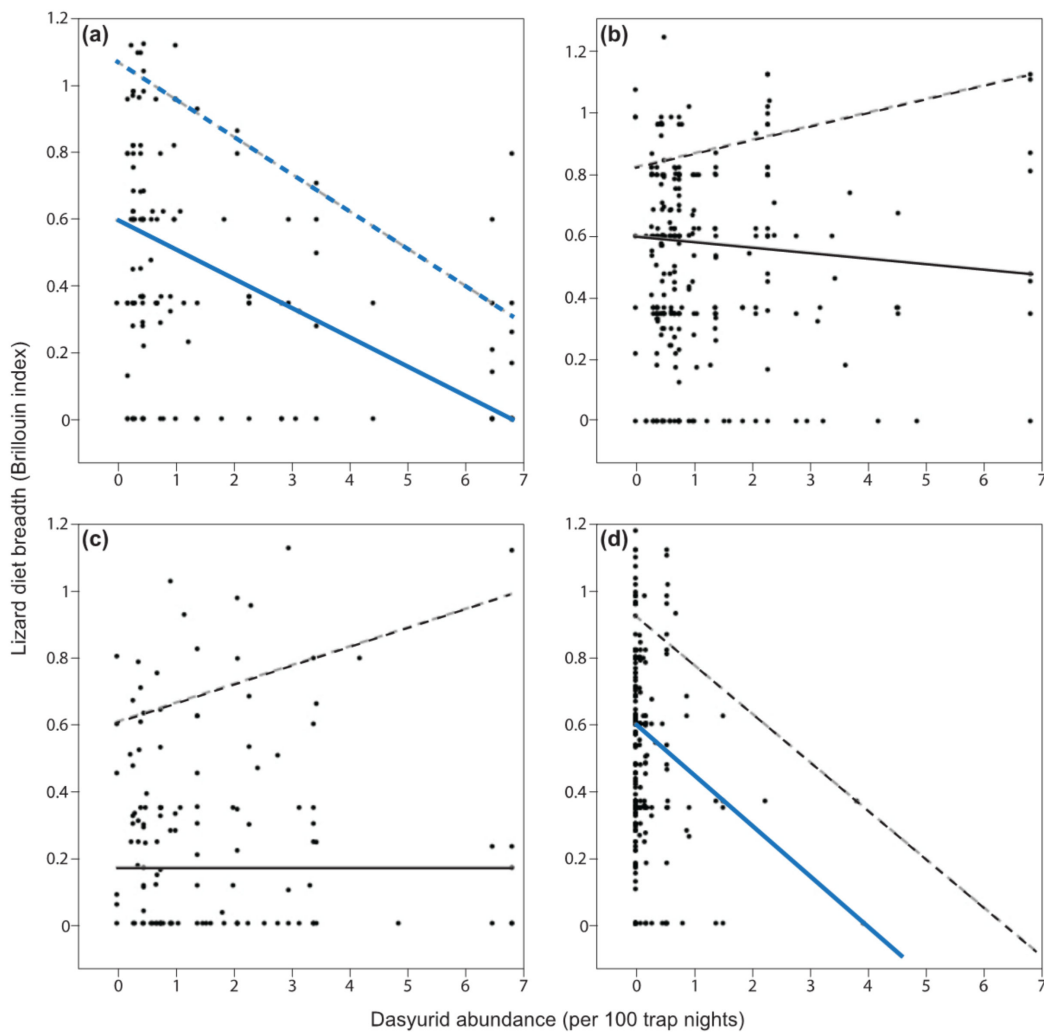 (a)
1.2
1
0.8
0.6
0.4
0.2
0
0 1 2 3 4 5 6 7
(b)
1.2
1
0.8
0.6
0.4
0.2
0
0 1 2 3 4 5 6 7
(c)
1.2
1
0.8
0.6
0.4
0.2
0
0 1 2 3 4 5 6 7
(d)
1.2
1
0.8
0.6
0.4
0.2
0
0 1 2 3 4 5 6 7
Lizard diet breadth (Brillouin index)
Dasyurid abundance (per 100 trap nights)